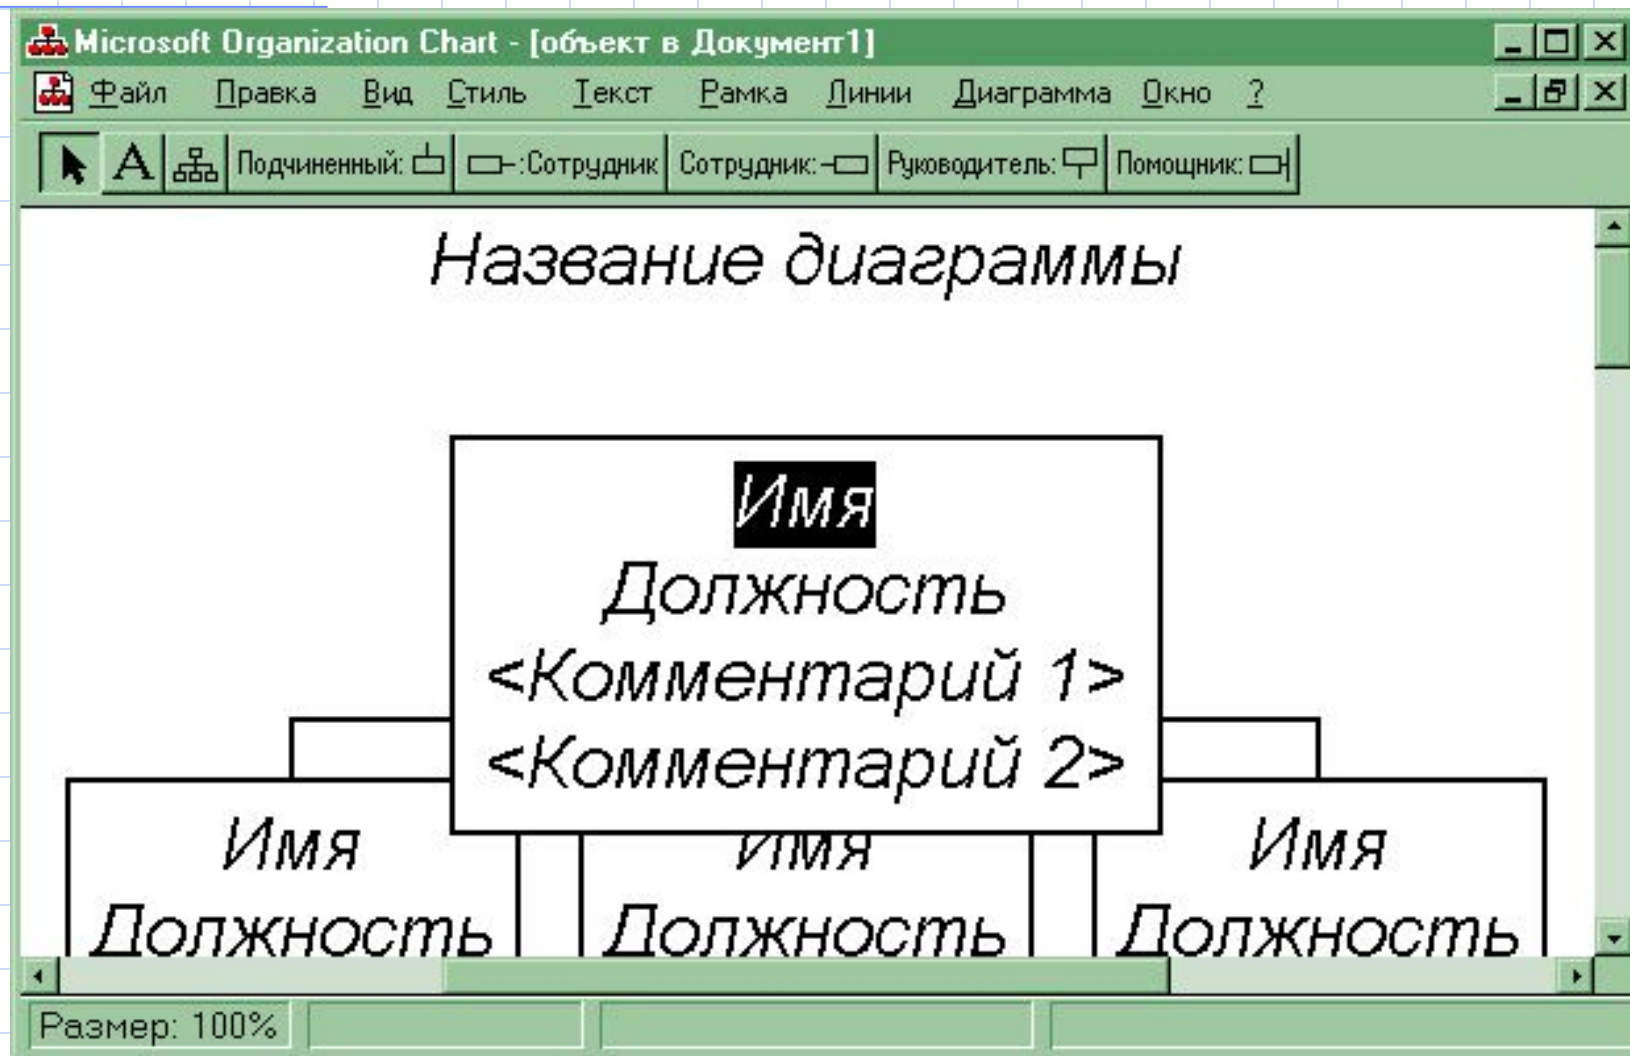 Microsoft Organization Chart - [объект в Документ1]
Файл Правка Вид Стиль Текст Рамка Линии Диаграмма Окно ?
A Подчиненный: :Сотрудник Сотрудник: Руководитель: Помощник:
Название диаграммы
Имя
Должность
<Комментарий 1>
<Комментарий 2>
Имя Имя Имя
Должность Должность Должность
Размер: 100%